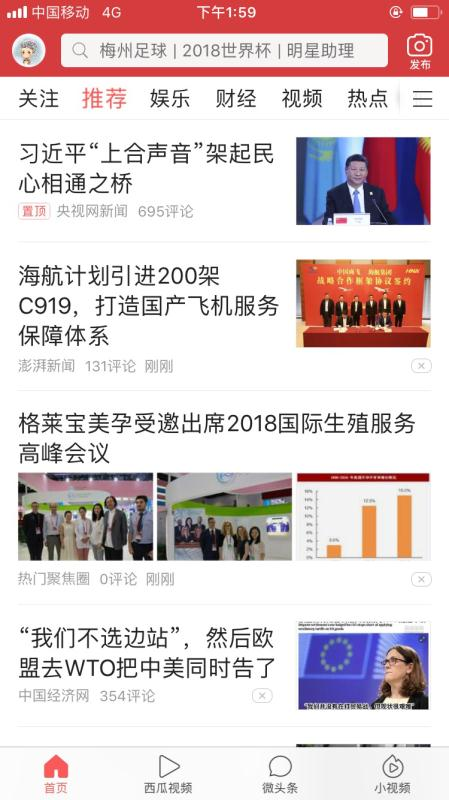 中国移动 4G 下午1:59
梅州足球 | 2018世界杯 | 明星助理
发布
关注 推荐 娱乐 财经 视频 热点
习近平“上合声音”架起民
心相通之桥
置顶 央视网新闻 695评论
海航计划引进200架
C919，打造国产飞机服务
保障体系
中国商飞 海航集团
战略合作框架协议签约
澎湃新闻 131评论 刚刚
格莱宝美孕受邀出席2018国际生殖服务
高峰会议
3.6%
12.5%
15.0%
热门聚焦圈 0评论 刚刚
“我们不选边站”，然后欧
盟去WTO把中美同时告了
中国经济网 354评论
首页 西瓜视频 微头条 小视频